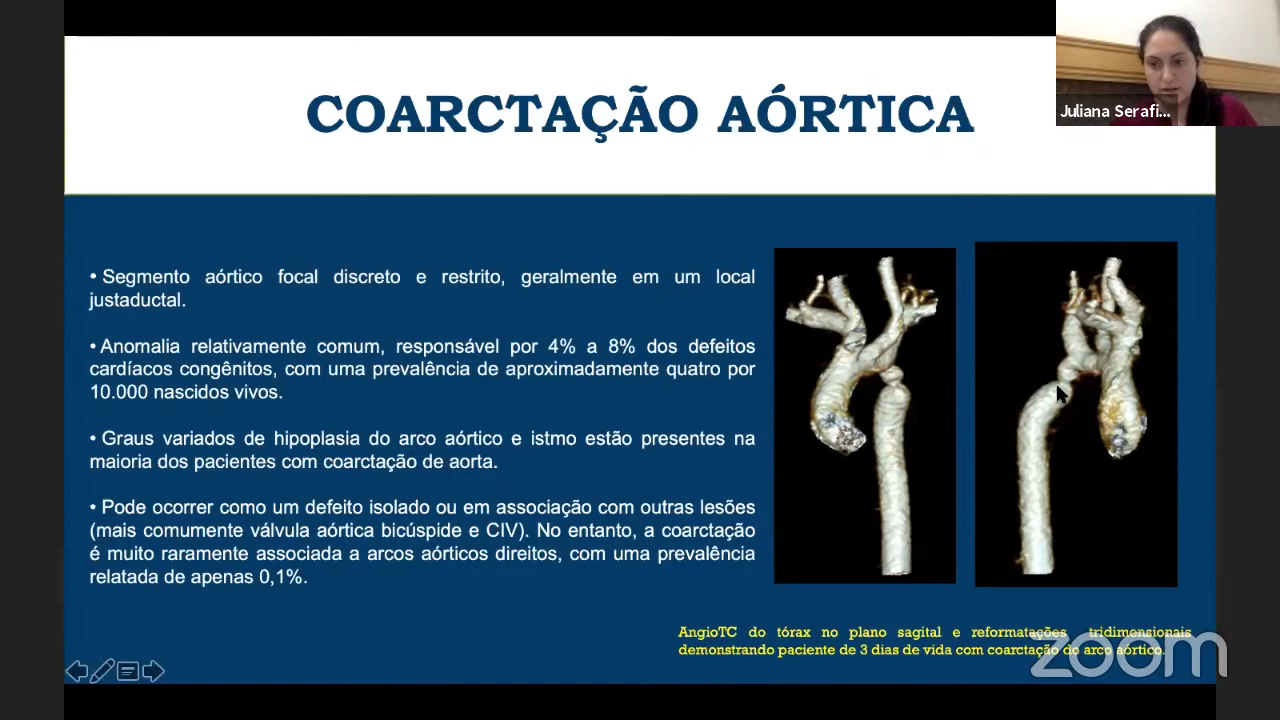 COARCTAÇÃO AÓRTICA
Juliana Serafi...
• Segmento aórtico focal discreto e restrito, geralmente em um local
justaductal.
• Anomalia relativamente comum, responsável por 4% a 8% dos defeitos
cardíacos congênitos, com uma prevalência de aproximadamente quatro por
10.000 nascidos vivos.
• Graus variados de hipoplasia do arco aórtico e istmo estão presentes na
maioria dos pacientes com coarctação de aorta.
• Pode ocorrer como um defeito isolado ou em associação com outras lesões
(mais comumente válvula aórtica bicúspide e CIV). No entanto, a coarctação
é muito raramente associada a arcos aórticos direitos, com uma prevalência
relatada de apenas 0,1%.
AngioTC do tórax no plano sagital e reformatações tridimensionais
demonstrando paciente de 3 dias de vida com coarctação do arco aórtico.
zoom